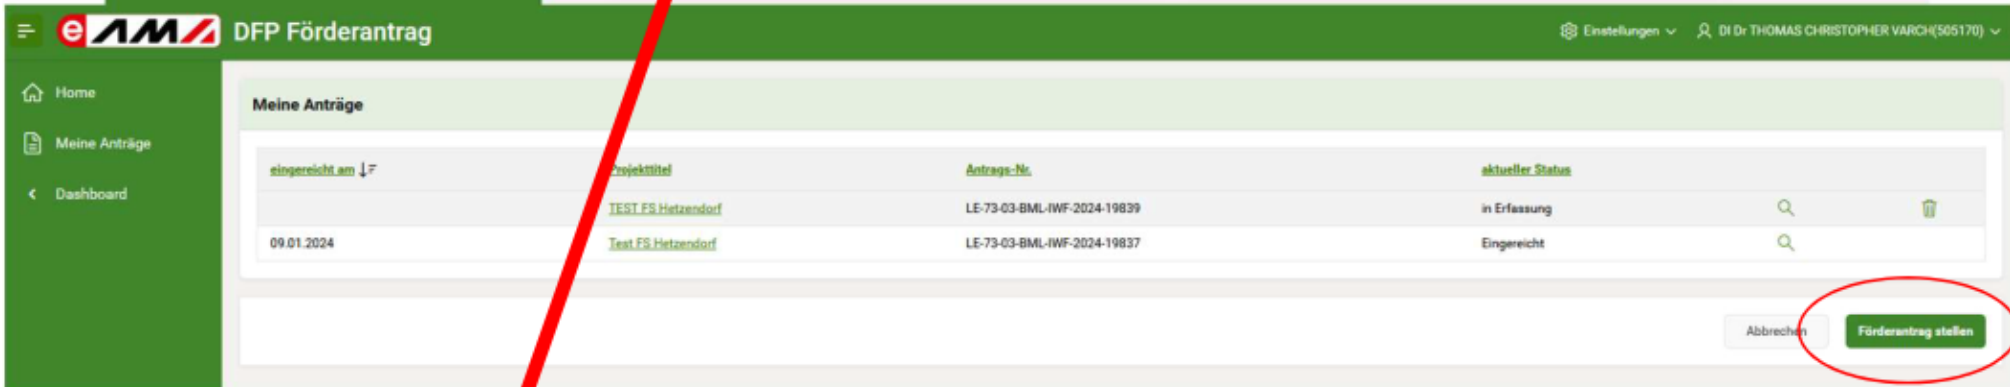 eAMA DFP Förderantrag Einstellungen DI Dr THOMAS CHRISTOPHER VARCH(505170)
Home
Meine Anträge
Dashboard
Meine Anträge
eingereicht am Projekttitel Antrags-Nr. aktueller Status
TEST FS Hetzendorf LE-73-03-BML-IWF-2024-19839 in Erfassung
09.01.2024 Test FS Hetzendorf LE-73-03-BML-IWF-2024-19837 Eingereicht
Abbrechen Förderantrag stellen